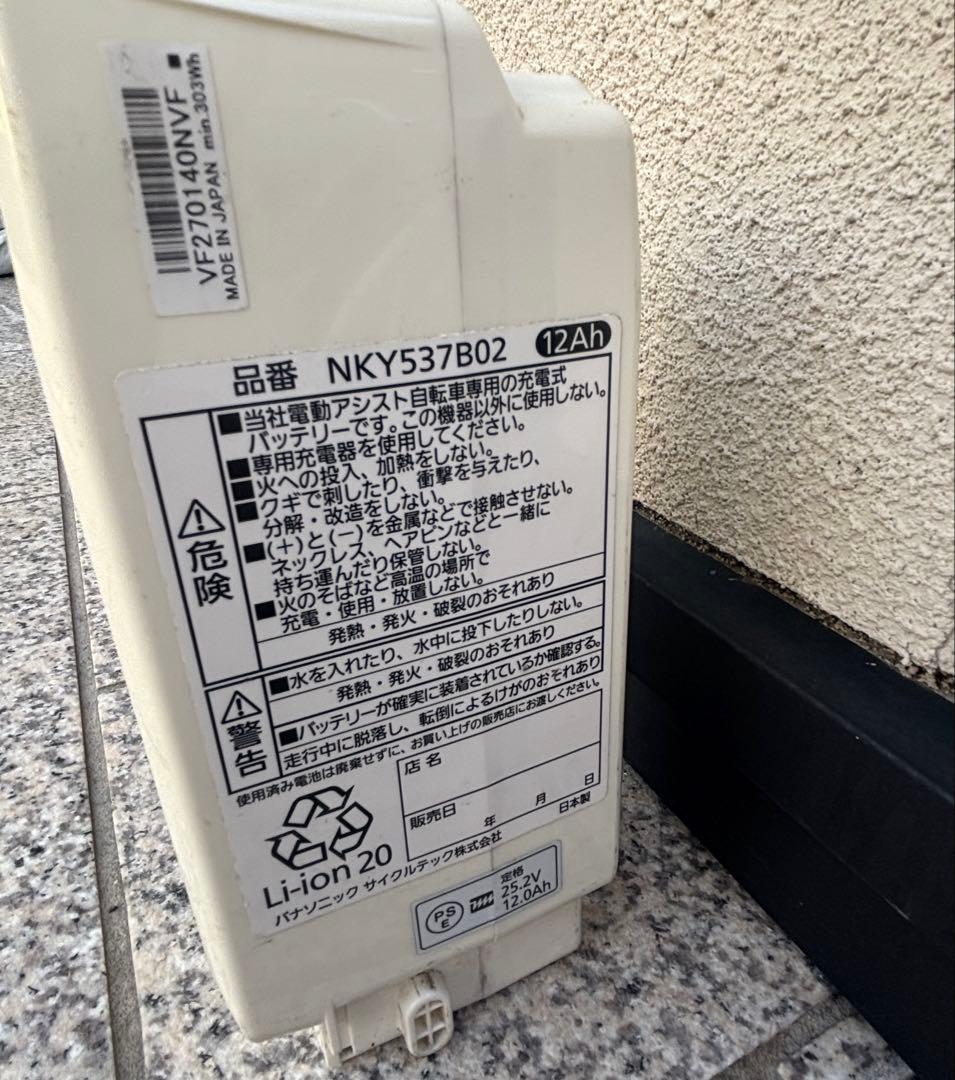 VF270140NVF
MADE IN JAPAN min.303Wh
品番 NKY537B02 12Ah
危険
■当社電動アシスト自転車専用の充電式
バッテリーです。この機器以外に使用しない。
■専用充電器を使用してください。
■火への投入、加熱をしない。
■クギで刺したり、衝撃を与えたり、
分解・改造をしない。
■(+)と(−)を金属などで接触させない。
ネックレス、ヘアピンなどと一緒に
持ち運んだり保管しない。
■火のそばなど高温の場所で
充電・使用・放置しない。
発熱・発火・破裂のおそれあり
警告
■水を入れたり、水中に投下したりしない。
発熱・発火・破裂のおそれあり
■バッテリーが確実に装着されているか確認する。
走行中に脱落し、転倒によるけがのおそれあり
使用済み電池は廃棄せずに、お買い上げの販売店にお渡しください。
店名
販売日 年 月 日
日本製
Li-ion 20
パナソニック サイクルテック株式会社
PSE
定格
25.2V
12.0Ah